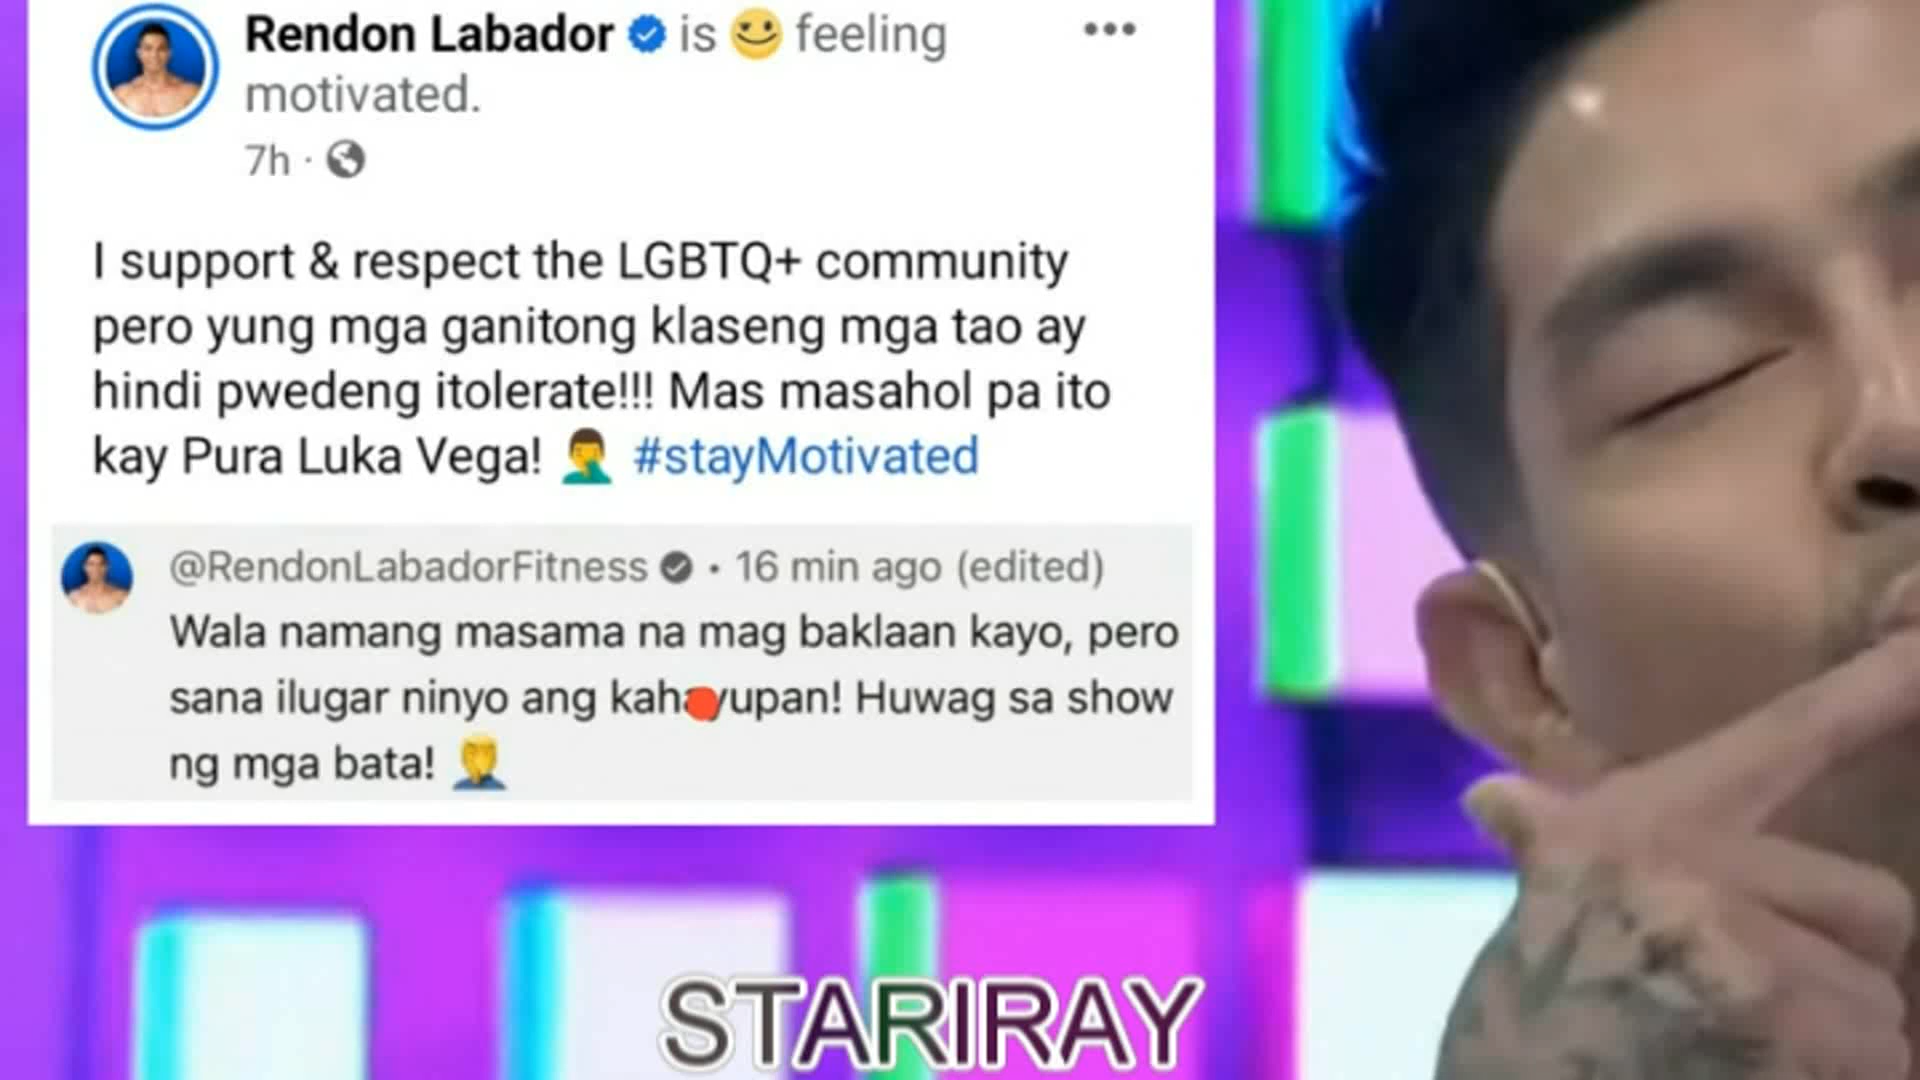 Rendon Labador is feeling
motivated.
7h ·
I support & respect the LGBTQ+ community
pero yung mga ganitong klaseng mga tao ay
hindi pwedeng itolerate!!! Mas masahol pa ito
kay Pura Luka Vega! 🤦‍♂️ #stayMotivated
@RendonLabadorFitness • 16 min ago (edited)
Wala namang masama na mag baklaan kayo, pero
sana ilugar ninyo ang kahayupan! Huwag sa show
ng mga bata! 🤦‍♂️
STARIRAY